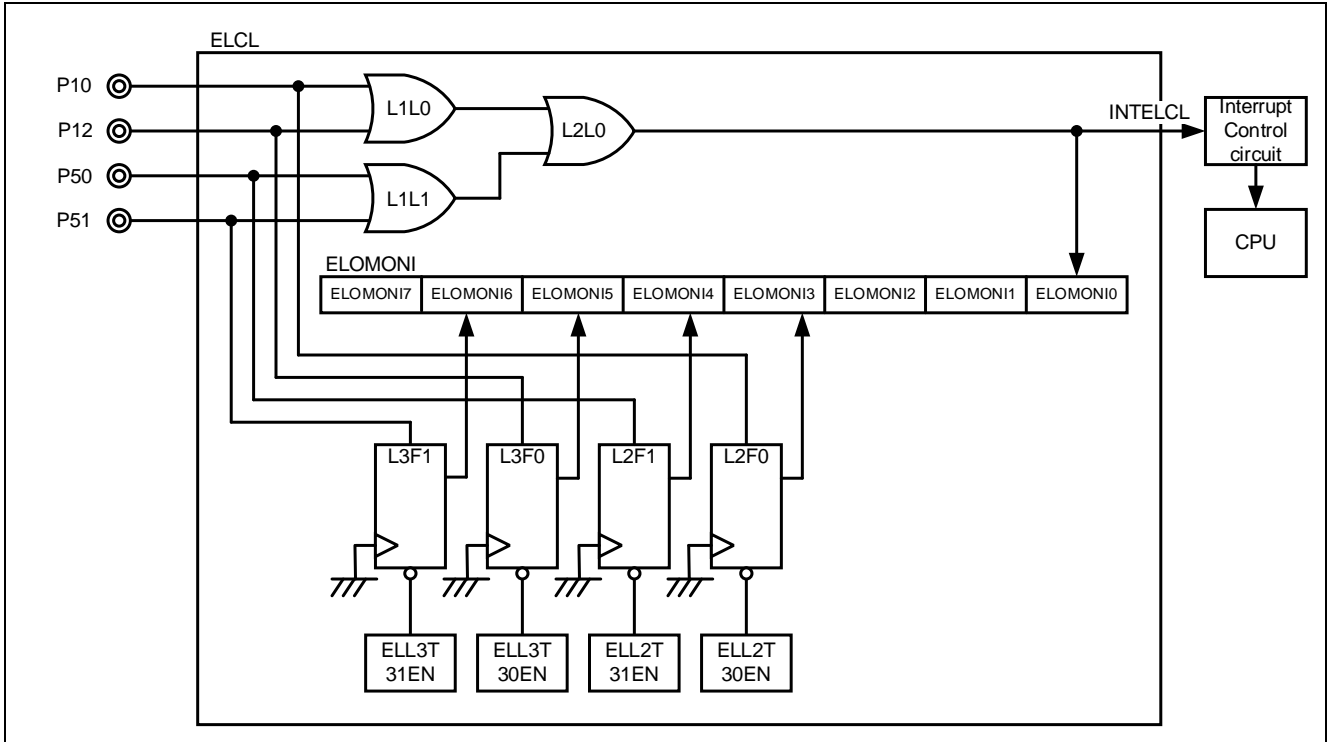 ELCL
P10
P12
P50
P51
L1L0
L1L1
L2L0
INTELCL
Interrupt
Control
circuit
CPU
ELOMONI
ELOMONI7 ELOMONI6 ELOMONI5 ELOMONI4 ELOMONI3 ELOMONI2 ELOMONI1 ELOMONI0
L3F1 L3F0 L2F1 L2F0
ELL3T ELL3T ELL2T ELL2T
31EN 30EN 31EN 30EN